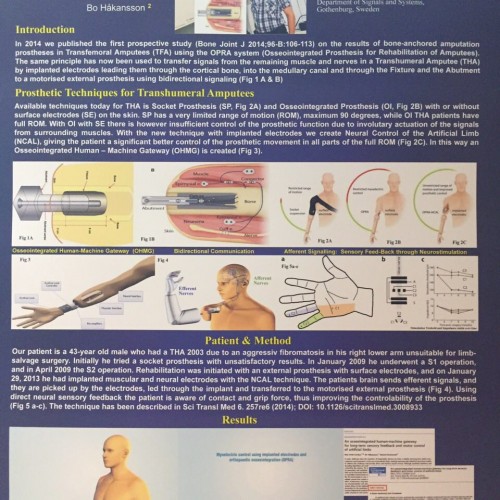 Bo Håkansson 2
Department of Signals and Systems,
Gothenburg, Sweden
Introduction
In 2014 we published the first prospective study (Bone Joint J 2014;96-B:106-113) on the results of bone-anchored amputation
prostheses in Transfemoral Amputees (TFA) using the OPRA system (Osseointegrated Prosthesis for Rehabilitation of Amputees).
The same principle has now been used to transfer signals from the remaining muscle and nerves in a Transhumeral Amputee (THA)
by implanted electrodes leading them through the cortical bone, into the medullary canal and through the Fixture and the Abutment
to a motorised external prosthesis using bidirectional signaling (Fig 1 A & B)
Prosthetic Techniques for Transhumeral Amputees
Available techniques today for THA is Socket Prosthesis (SP, Fig 2A) and Osseointegrated Prosthesis (OI, Fig 2B) with or without
surface electrodes (SE) on the skin. SP has a very limited range of motion (ROM), maximum 90 degrees, while OI THA patients have
full ROM. With OI with SE there is however insufficient control of the prosthetic function due to involutary actuation of the signals
from surrounding muscles. With the new technique with implanted electrodes we create Neural Control of the Artificial Limb
(NCAL), giving the patient a significant better control of the prosthetic movement in all parts of the full ROM (Fig 2C). In this way an
Osseointegrated Human – Machine Gateway (OHMG) is created (Fig 3).
Fig 1A
Fig 1B
Abutment
Skin
Muscle
Nerve
Fig 2A
Fig 2B
Fig 2C
Osseointegrated Human-Machine Gateway (OHMG)
Bidirectional Communication
Afferent Signalling: Sensory Feed-Back through Neurostimulation
Fig 3
Fig 4
Efferent
Nerves
Afferent
Nerves
a
Fig 5a-c
b
c
Patient & Method
Our patient is a 43-year old male who had a THA 2003 due to an aggressiv fibromatosis in his right lower arm unsuitable for limb-
salvage surgery. Initially he tried a socket prosthesis with unsatisfactory results. In January 2009 he underwent a S1 operation,
and in April 2009 the S2 operation. Rehabilitation was initiated with an external prosthesis with surface electrodes, and on January
29, 2013 he had implanted muscular and neural electrodes with the NCAL technique. The patients brain sends efferent signals, and
they are picked up by the electrodes, led through the implant and transferred to the motorised external prosthesis (Fig 4). Using
direct neural sensory feedback the patient is aware of contact and grip force, thus improving the controlability of the prosthesis
(Fig 5 a-c). The technique has been described in Sci Transl Med 6. 257re6 (2014); DOI: 10.1126/scitranslmed.3008933
Results
Myoelectric control using implanted electrodes and
orthopaedic osseointegration (OPRA)
An osseointegrated human-machine gateway
for long-term sensory feedback and motor control
of artificial limbs